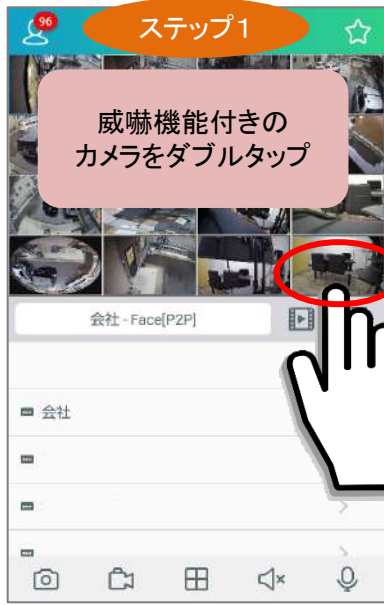 96
ステップ1
威嚇機能付きの
カメラをダブルタップ
会社 - Face[P2P]
会社